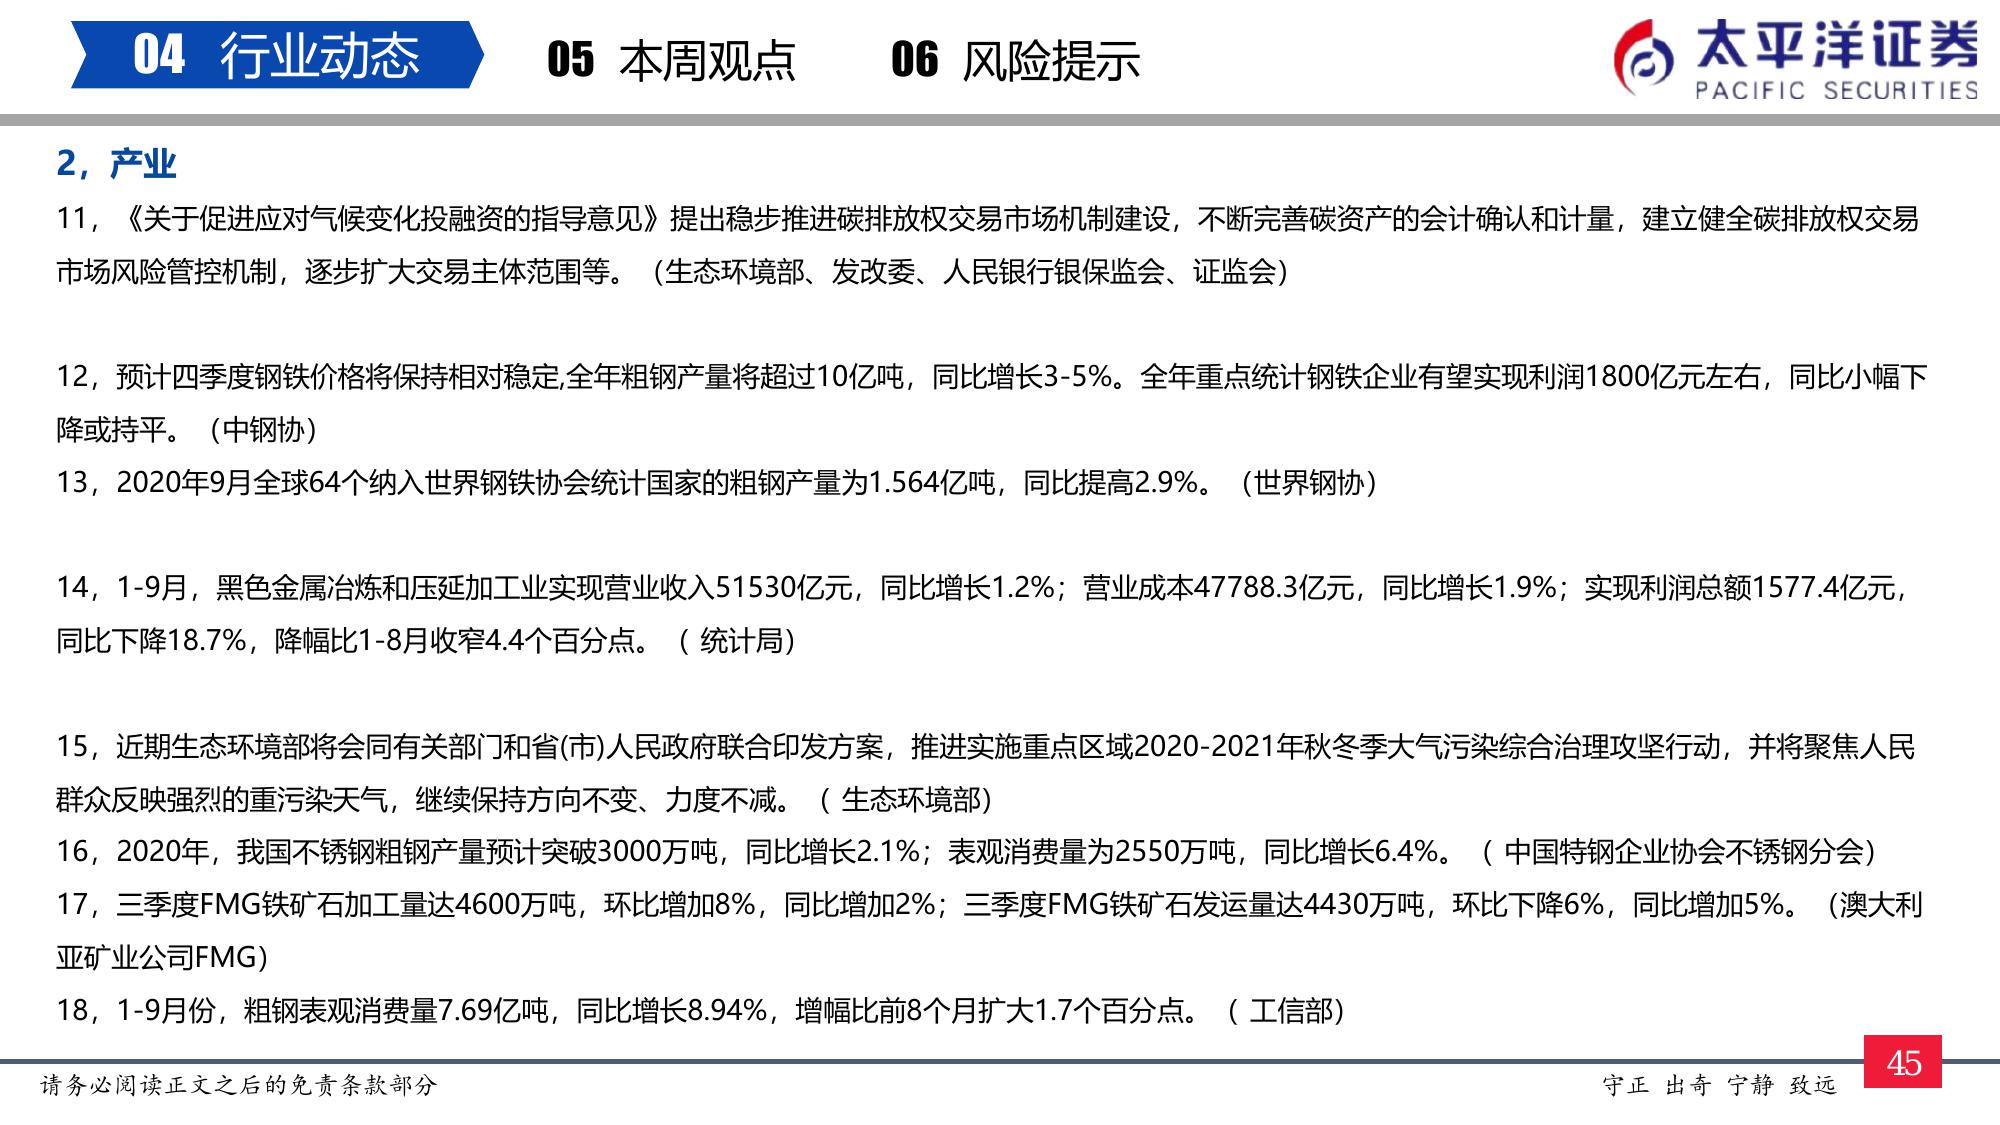 04 行业动态 05 本周观点 06 风险提示
太平洋证券
PACIFIC SECURITIES
2，产业
11，《关于促进应对气候变化投融资的指导意见》提出稳步推进碳排放权交易市场机制建设，不断完善碳资产的会计确认和计量，建立健全碳排放权交易
市场风险管控机制，逐步扩大交易主体范围等。（生态环境部、发改委、人民银行银保监会、证监会）
12，预计四季度钢铁价格将保持相对稳定,全年粗钢产量将超过10亿吨，同比增长3-5%。全年重点统计钢铁企业有望实现利润1800亿元左右，同比小幅下
降或持平。（中钢协）
13，2020年9月全球64个纳入世界钢铁协会统计国家的粗钢产量为1.564亿吨，同比提高2.9%。（世界钢协）
14，1-9月，黑色金属冶炼和压延加工业实现营业收入51530亿元，同比增长1.2%；营业成本47788.3亿元，同比增长1.9%；实现利润总额1577.4亿元，
同比下降18.7%，降幅比1-8月收窄4.4个百分点。（ 统计局）
15，近期生态环境部将会同有关部门和省(市)人民政府联合印发方案，推进实施重点区域2020-2021年秋冬季大气污染综合治理攻坚行动，并将聚焦人民
群众反映强烈的重污染天气，继续保持方向不变、力度不减。（ 生态环境部）
16，2020年，我国不锈钢粗钢产量预计突破3000万吨，同比增长2.1%；表观消费量为2550万吨，同比增长6.4%。（ 中国特钢企业协会不锈钢分会）
17，三季度FMG铁矿石加工量达4600万吨，环比增加8%，同比增加2%；三季度FMG铁矿石发运量达4430万吨，环比下降6%，同比增加5%。（澳大利
亚矿业公司FMG）
18，1-9月份，粗钢表观消费量7.69亿吨，同比增长8.94%，增幅比前8个月扩大1.7个百分点。（ 工信部）
请务必阅读正文之后的免责条款部分
守正 出奇 宁静 致远
45